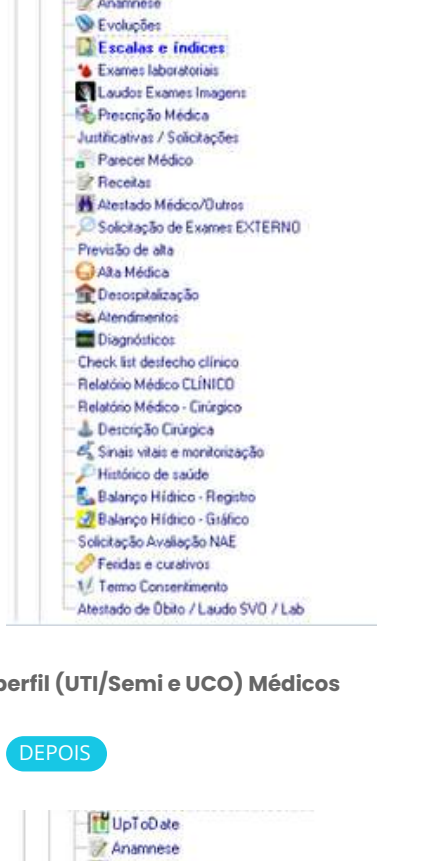 Anamnese
Evoluções
Escalas e índices
Exames laboratoriais
Laudos Exames Imagens
Prescrição Médica
Justificativas / Solicitações
Parecer Médico
Receitas
Atestado Médico/Outros
Solicitação de Exames EXTERNO
Previsão de alta
Alta Médica
Desospitalização
Atendimentos
Diagnósticos
Check list desfecho clínico
Relatório Médico CLÍNICO
Relatório Médico - Cirúrgico
Descrição Cirúrgica
Sinais vitais e monitorização
Histórico de saúde
Balanço Hídrico - Registro
Balanço Hídrico - Gráfico
Solicitação Avaliação NAE
Feridas e curativos
Termo Consentimento
Atestado de Óbito / Laudo SVO / Lab
perfil (UTI/Semi e UCO) Médicos
DEPOIS
UpToDate
Anamnese